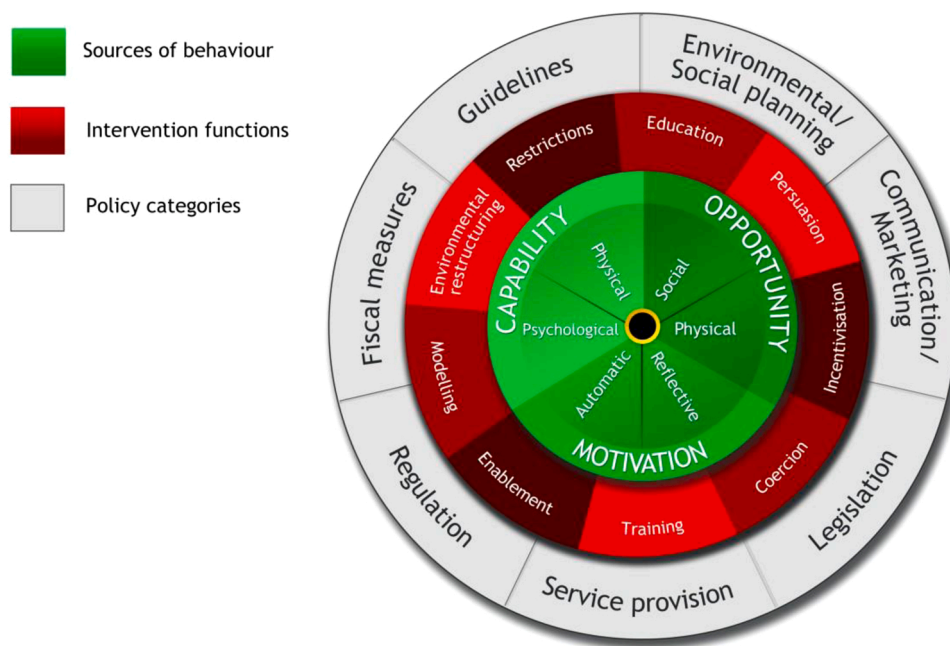 Sources of behaviour
Intervention functions
Policy categories
Guidelines
Environmental/
Social planning
Communication/
Marketing
Legislation
Service provision
Regulation
Fiscal measures
Restrictions
Education
Persuasion
Incentivisation
Coercion
Training
Enablement
Modelling
Environmental
restructuring
CAPABILITY
OPPORTUNITY
MOTIVATION
Physical
Social
Psychological
Physical
Automatic
Reflective